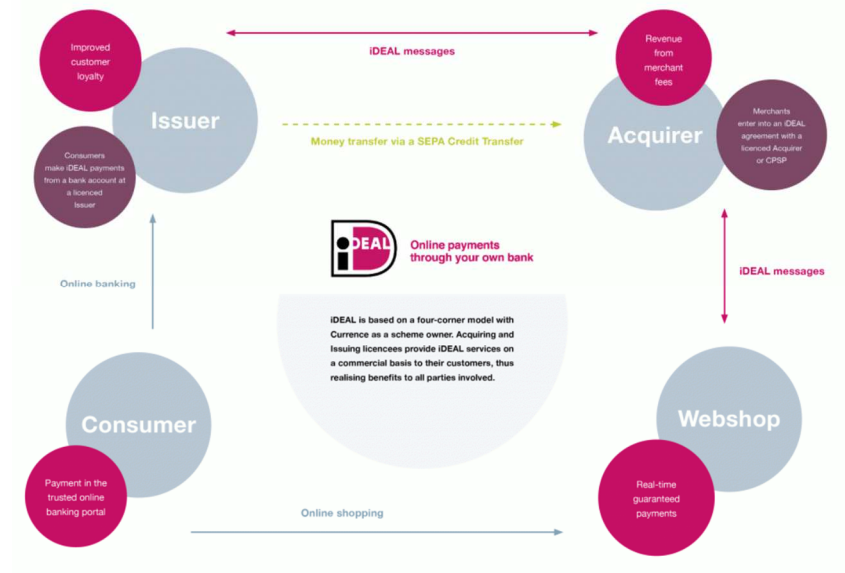 Improved
customer
loyalty
iDEAL messages
Revenue
from
merchant
fees
Issuer
Money transfer via a SEPA Credit Transfer
Acquirer
Merchants
enter into an iDEAL
agreement with a
licenced Acquirer
or CPSP
Consumers
make iDEAL payments
from a bank account at
a licenced
Issuer
iDEAL
Online payments
through your own bank
Online banking
iDEAL messages
iDEAL is based on a four-corner model with
Currence as a scheme owner. Acquiring and
Issuing licencees provide iDEAL services on
a commercial basis to their customers, thus
realising benefits to all parties involved.
Consumer
Webshop
Payment in the
trusted online
banking portal
Real-time
guaranteed
payments
Online shopping